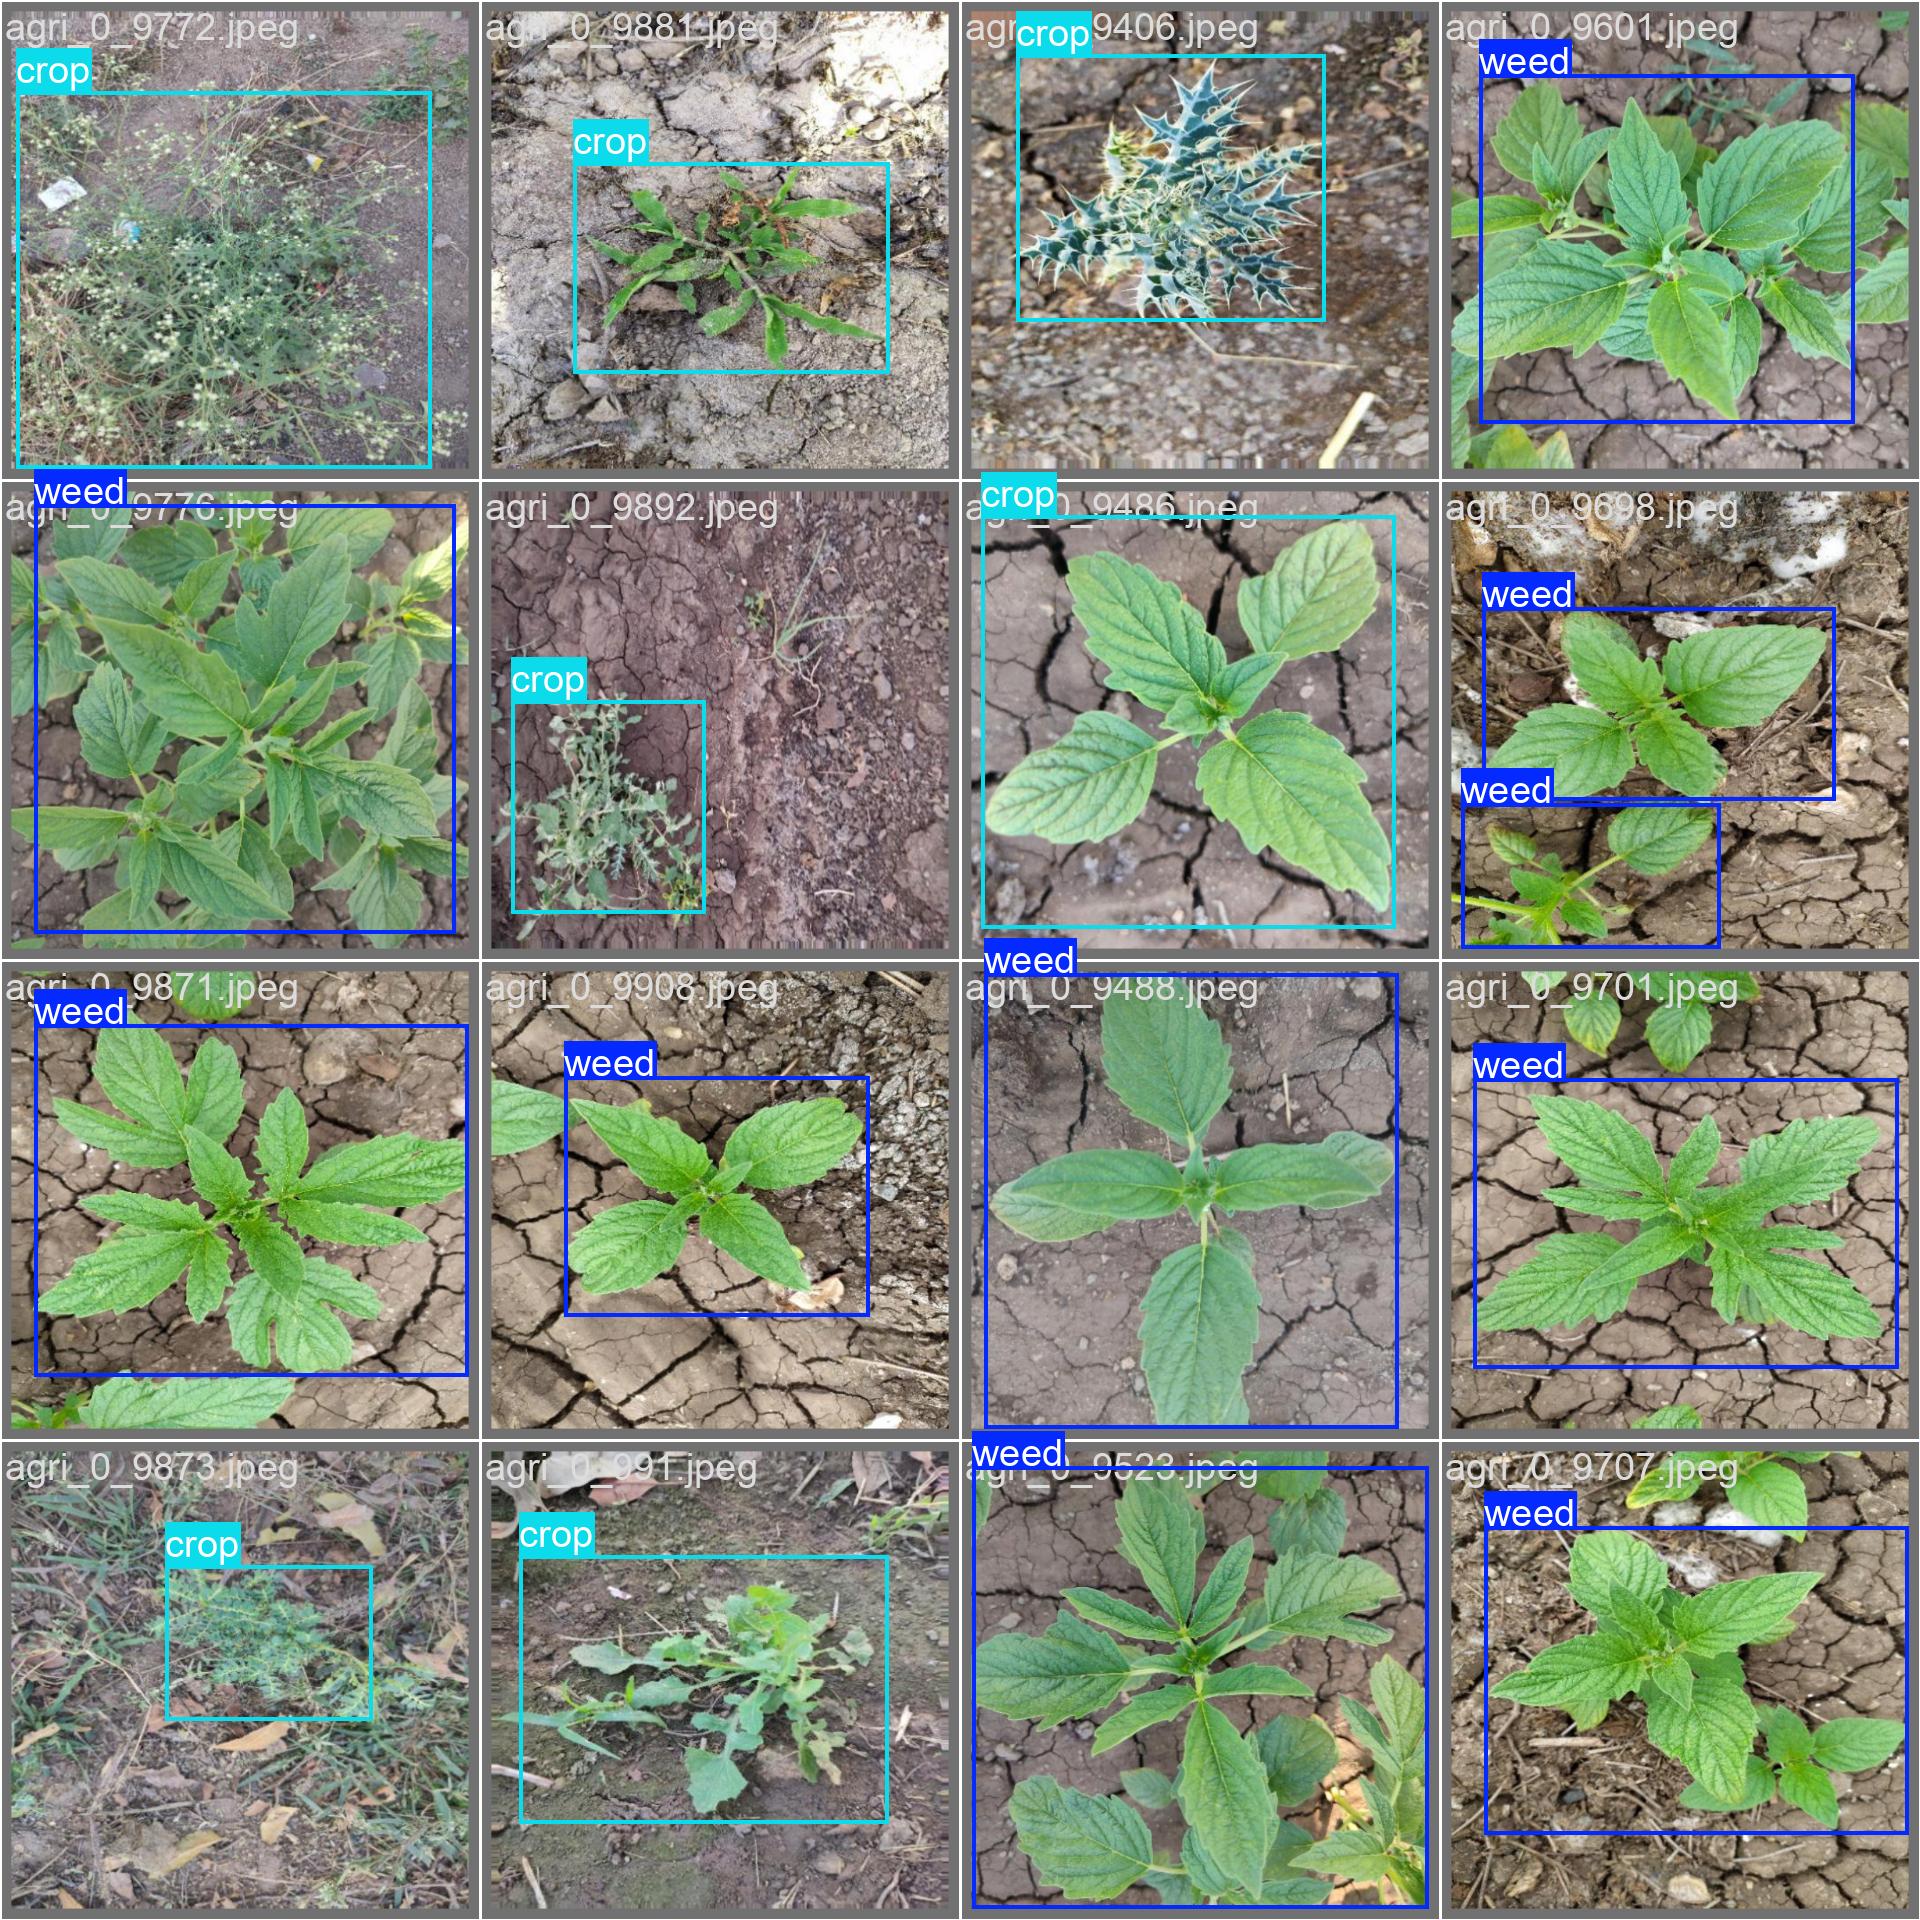 agri_0_9772.jpeg
crop
agri_0_9881.jpeg
crop
agri_0_9406.jpeg
crop
agri_0_9601.jpeg
weed
agri_0_9776.jpeg
weed
agri_0_9892.jpeg
crop
agri_0_9486.jpeg
crop
agri_0_9698.jpeg
weed
weed
agri_0_9871.jpeg
weed
agri_0_9908.jpeg
weed
agri_0_9488.jpeg
weed
agri_0_9701.jpeg
weed
agri_0_9873.jpeg
crop
agri_0_991.jpeg
crop
agri_0_9523.jpeg
weed
agri_0_9707.jpeg
weed